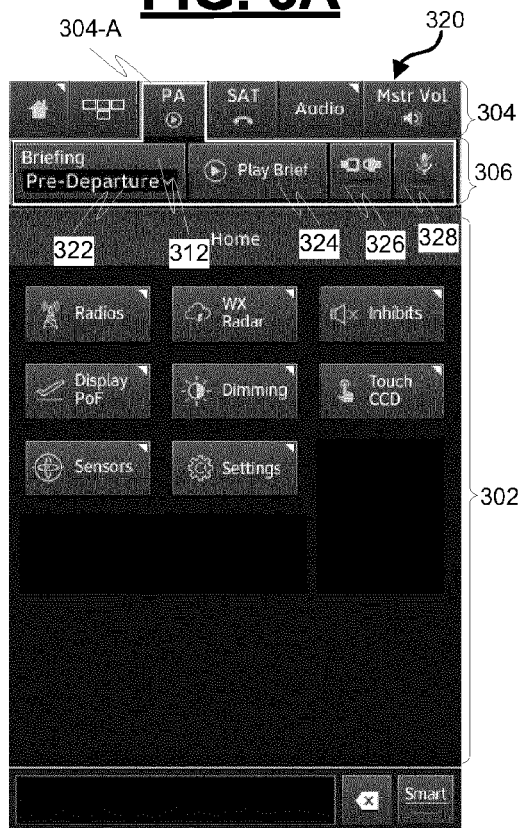 FIG. 3A
304-A
320
PA
SAT
Audio
Mstr Vol
304
Briefing
Pre-Departure
Play Brief
306
322
312
324
326
328
Home
Radios
WX
Radar
Inhibits
Display
PoF
Dimming
Touch
CCD
Sensors
Settings
302
Smart